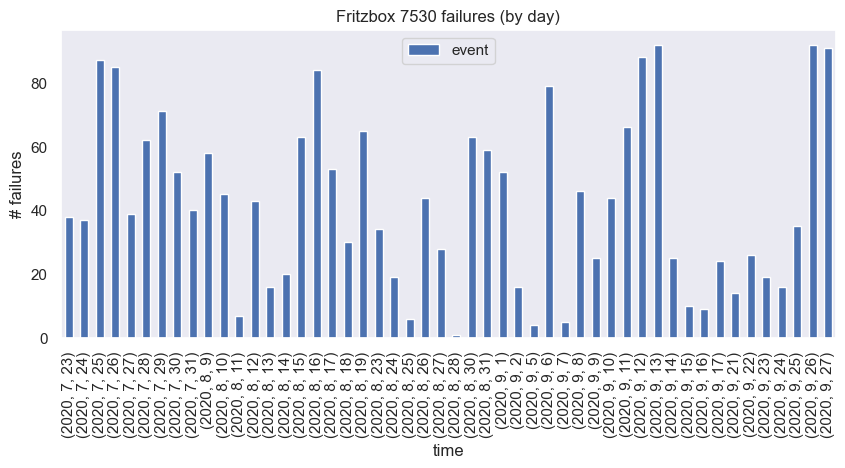 Fritzbox 7530 failures (by day)
event
# failures
80
60
40
20
0
(2020, 7, 23)
(2020, 7, 24)
(2020, 7, 25)
(2020, 7, 26)
(2020, 7, 27)
(2020, 7, 28)
(2020, 7, 29)
(2020, 7, 30)
(2020, 7, 31)
(2020, 8, 9)
(2020, 8, 10)
(2020, 8, 11)
(2020, 8, 12)
(2020, 8, 13)
(2020, 8, 14)
(2020, 8, 15)
(2020, 8, 16)
(2020, 8, 17)
(2020, 8, 18)
(2020, 8, 19)
(2020, 8, 23)
(2020, 8, 24)
(2020, 8, 25)
(2020, 8, 26)
(2020, 8, 27)
(2020, 8, 28)
(2020, 8, 30)
(2020, 8, 31)
(2020, 9, 1)
(2020, 9, 2)
(2020, 9, 5)
(2020, 9, 6)
(2020, 9, 7)
(2020, 9, 8)
(2020, 9, 9)
(2020, 9, 10)
(2020, 9, 11)
(2020, 9, 12)
(2020, 9, 13)
(2020, 9, 14)
(2020, 9, 15)
(2020, 9, 16)
(2020, 9, 17)
(2020, 9, 21)
(2020, 9, 22)
(2020, 9, 23)
(2020, 9, 24)
(2020, 9, 25)
(2020, 9, 26)
(2020, 9, 27)
time